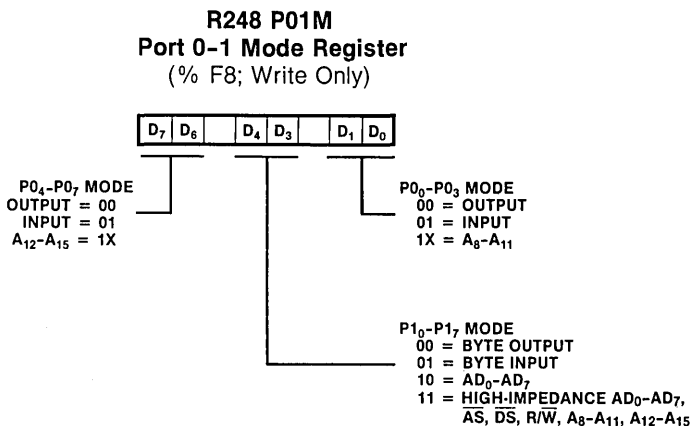 R248 P01M
Port 0–1 Mode Register
(% F8; Write Only)
D₇ D₆ D₄ D₃ D₁ D₀
P0₄–P0₇ MODE
OUTPUT = 00
INPUT = 01
A₁₂–A₁₅ = 1X
P0₀–P0₃ MODE
00 = OUTPUT
01 = INPUT
1X = A₈–A₁₁
P1₀–P1₇ MODE
00 = BYTE OUTPUT
01 = BYTE INPUT
10 = AD₀–AD₇
11 = HIGH-IMPEDANCE AD₀–AD₇,
A̅S̅, D̅S̅, R/W̅, A₈–A₁₁, A₁₂–A₁₅